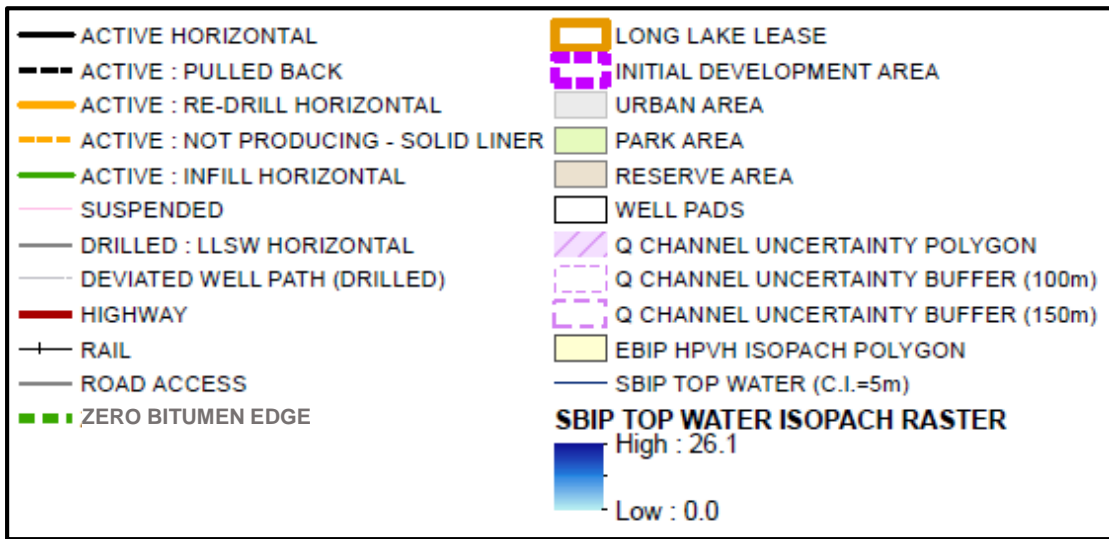 ACTIVE HORIZONTAL
ACTIVE : PULLED BACK
ACTIVE : RE-DRILL HORIZONTAL
ACTIVE : NOT PRODUCING - SOLID LINER
ACTIVE : INFILL HORIZONTAL
SUSPENDED
DRILLED : LLSW HORIZONTAL
DEVIATED WELL PATH (DRILLED)
HIGHWAY
RAIL
ROAD ACCESS
ZERO BITUMEN EDGE
LONG LAKE LEASE
INITIAL DEVELOPMENT AREA
URBAN AREA
PARK AREA
RESERVE AREA
WELL PADS
Q CHANNEL UNCERTAINTY POLYGON
Q CHANNEL UNCERTAINTY BUFFER (100m)
Q CHANNEL UNCERTAINTY BUFFER (150m)
EBIP HPVH ISOPACH POLYGON
SBIP TOP WATER (C.I.=5m)
SBIP TOP WATER ISOPACH RASTER
High : 26.1
Low : 0.0